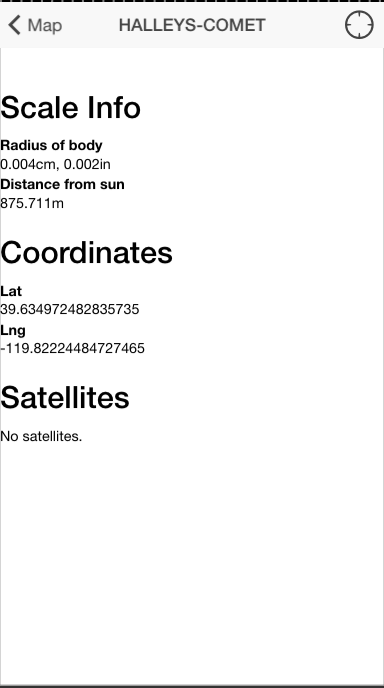 Map
HALLEYS-COMET
Scale Info
Radius of body
0.004cm, 0.002in
Distance from sun
875.711m
Coordinates
Lat
39.634972482835735
Lng
-119.82224484727465
Satellites
No satellites.